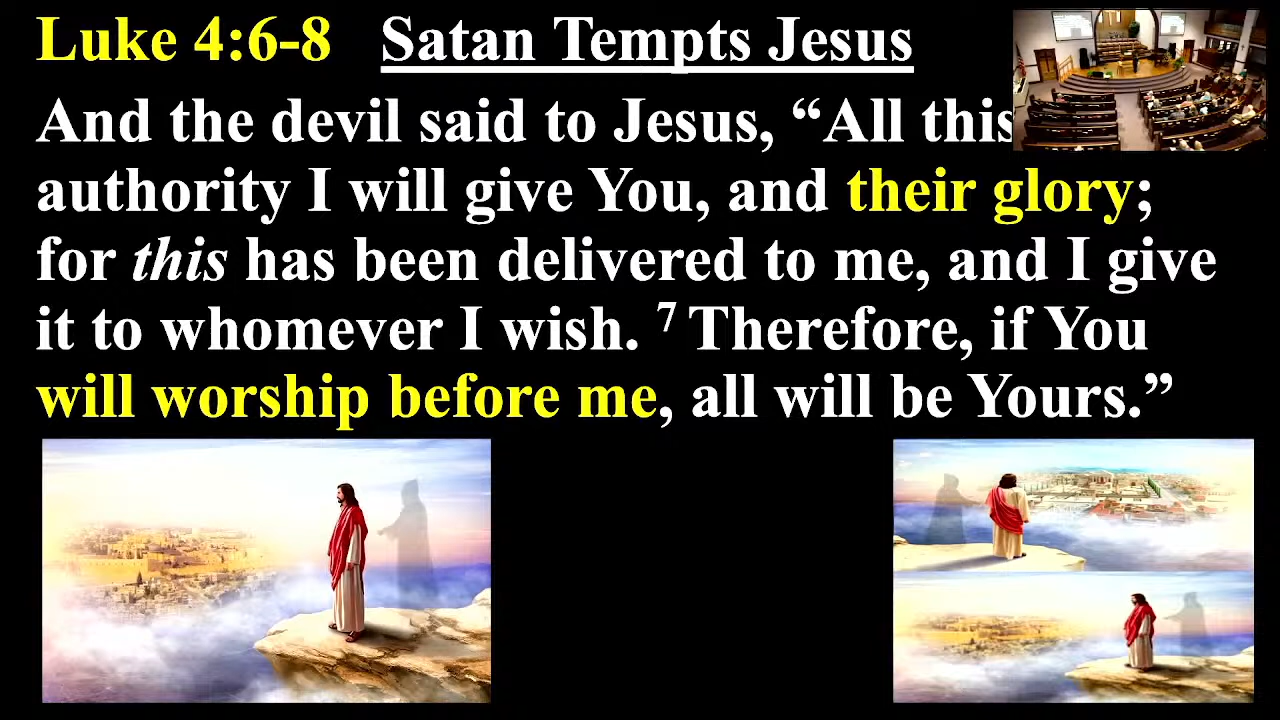 Luke 4:6-8 Satan Tempts Jesus
And the devil said to Jesus, “All this
authority I will give You, and their glory;
for this has been delivered to me, and I give
it to whomever I wish. 7 Therefore, if You
will worship before me, all will be Yours.”